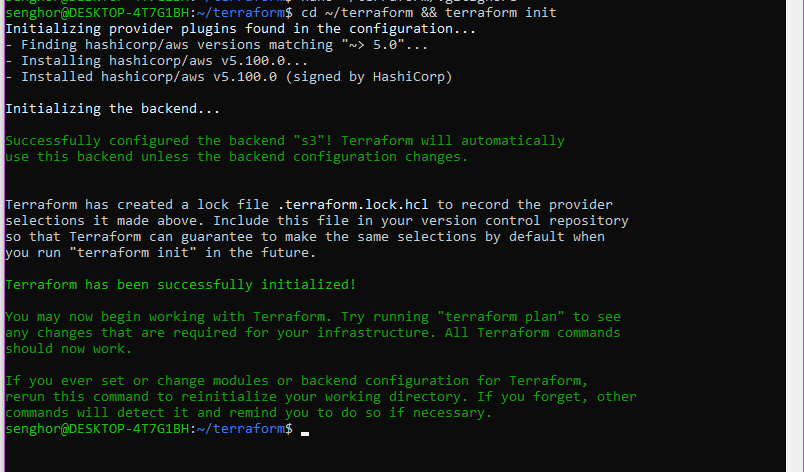 senghor@DESKTOP-4T7G1BH:~/terraform$ cd ~/terraform && terraform init
Initializing provider plugins found in the configuration...
- Finding hashicorp/aws versions matching "~> 5.0"...
- Installing hashicorp/aws v5.100.0...
- Installed hashicorp/aws v5.100.0 (signed by HashiCorp)
Initializing the backend...
Successfully configured the backend "s3"! Terraform will automatically
use this backend unless the backend configuration changes.
Terraform has created a lock file .terraform.lock.hcl to record the provider
selections it made above. Include this file in your version control repository
so that Terraform can guarantee to make the same selections by default when
you run "terraform init" in the future.
Terraform has been successfully initialized!
You may now begin working with Terraform. Try running "terraform plan" to see
any changes that are required for your infrastructure. All Terraform commands
should now work.
If you ever set or change modules or backend configuration for Terraform,
rerun this command to reinitialize your working directory. If you forget, other
commands will detect it and remind you to do so if necessary.
senghor@DESKTOP-4T7G1BH:~/terraform$